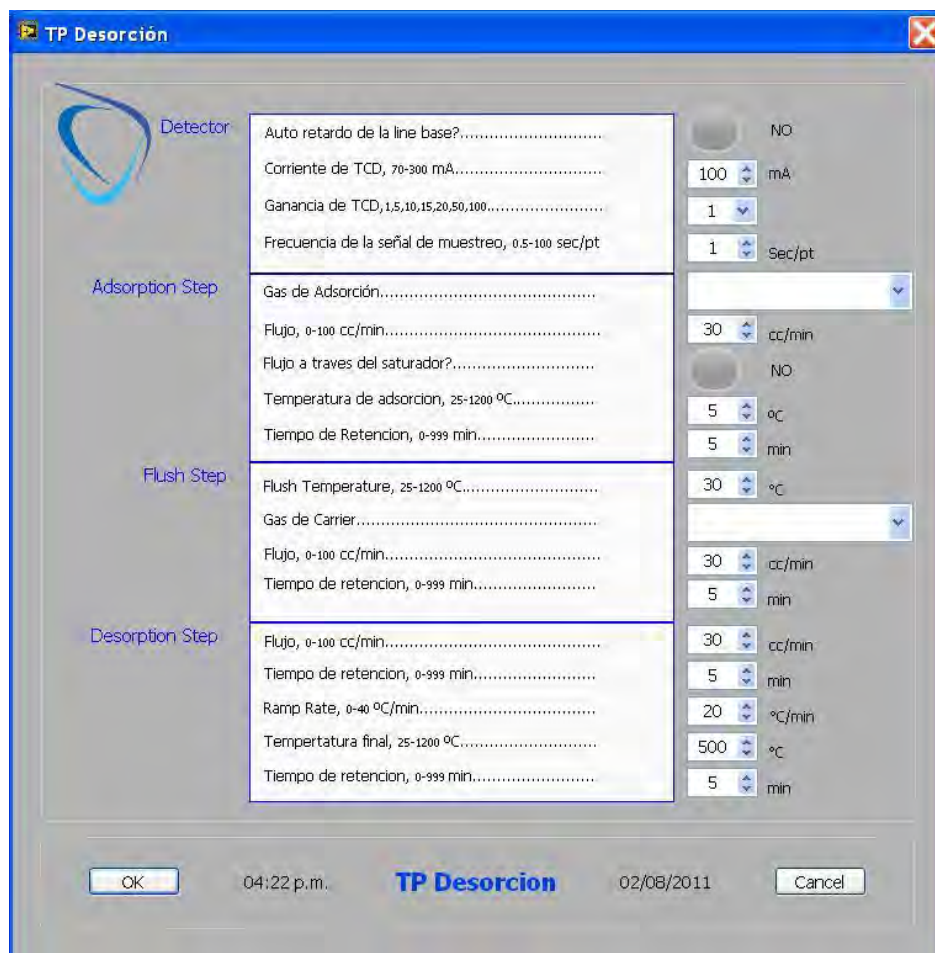 TP Desorción
Detector
Auto retardo de la line base?.............................. NO
Corriente de TCD, 70-300 mA............................... 100 mA
Ganancia de TCD,1,5,10,15,20,50,100........................ 1
Frecuencia de la señal de muestreo, 0.5-100 sec/pt 1 Sec/pt
Adsorption Step
Gas de Adsorción............................................
Flujo, 0-100 cc/min............................................ 30 cc/min
Flujo a traves del saturador?............................. NO
Temperatura de adsorcion, 25-1200 ºC................. 5 ºC
Tiempo de Retencion, 0-999 min........................ 5 min
Flush Step
Flush Temperature, 25-1200 ºC............................ 30 ºC
Gas de Carrier.................................................
Flujo, 0-100 cc/min............................................ 30 cc/min
Tiempo de retencion, 0-999 min.......................... 5 min
Desorption Step
Flujo, 0-100 cc/min............................................ 30 cc/min
Tiempo de retencion, 0-999 min......................... 5 min
Ramp Rate, 0-40 ºC/min.................................... 20 ºC/min
Tempertatura final, 25-1200 ºC............................ 500 ºC
Tiempo de retencion, 0-999 min......................... 5 min
OK 04:22 p.m. TP Desorcion 02/08/2011 Cancel